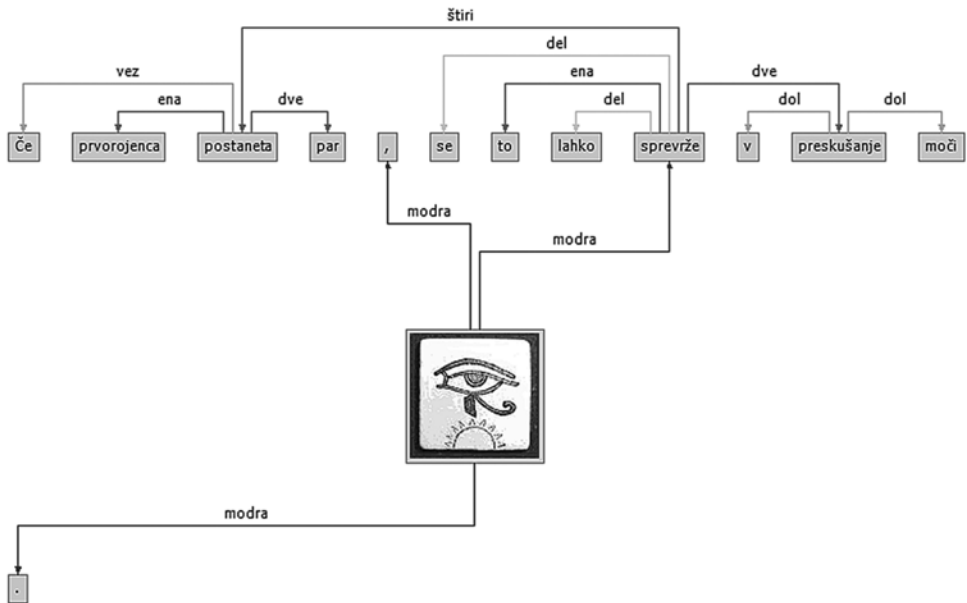 štiri
del
vez ena dve
ena dve del dol dol
Če prvorojenca postaneta par , se to lahko sprevrže v preskušanje moči
modra
modra
modra
.